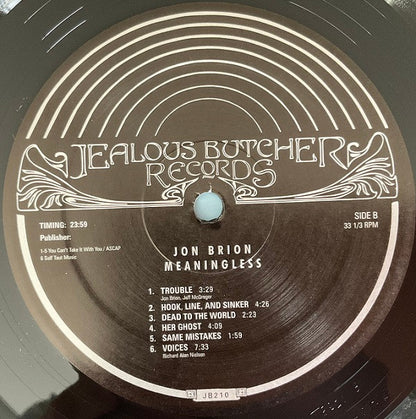 JEALOUS BUTCHER
RECORDS
TIMING: 23:59
Publisher:
1-5 You Can't Take It With You / ASCAP
6 Self Taut Music
SIDE B
33 1/3 RPM
JON BRION
MEANINGLESS
1. TROUBLE 3:29
Jon Brion, Jeff McGregor
2. HOOK, LINE, AND SINKER 4:26
3. DEAD TO THE WORLD 2:23
4. HER GHOST 4:09
5. SAME MISTAKES 1:59
6. VOICES 7:33
Richard Alan Nielsen
JB210